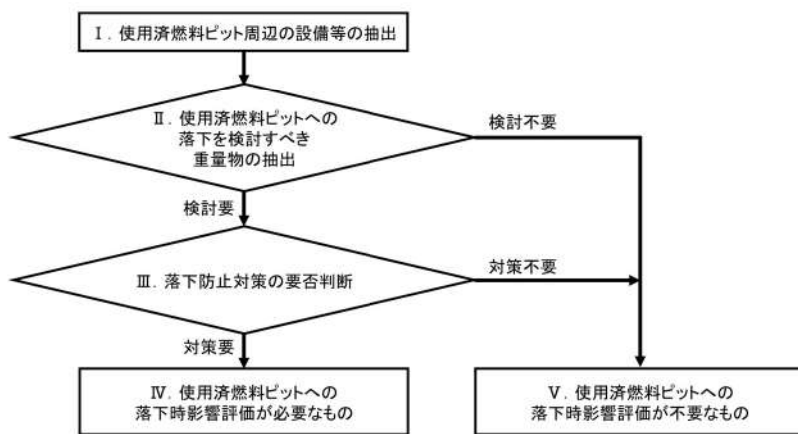 Ⅰ．使用済燃料ピット周辺の設備等の抽出
Ⅱ．使用済燃料ピットへの
落下を検討すべき
重量物の抽出
検討不要
検討要
Ⅲ．落下防止対策の要否判断
対策不要
対策要
Ⅳ．使用済燃料ピットへの
落下時影響評価が必要なもの
Ⅴ．使用済燃料ピットへの
落下時影響評価が不要なもの